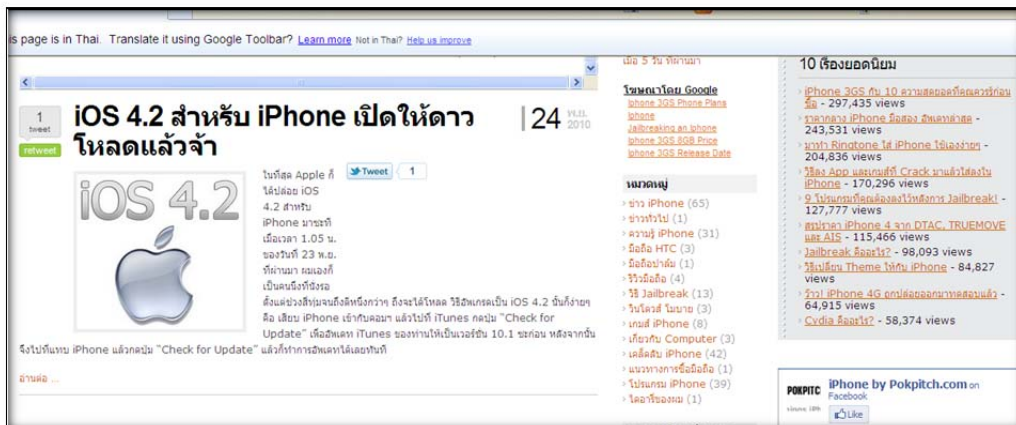 is page is in Thai. Translate it using Google Toolbar? Learn more Not in Thai? Help us improve
1
tweet
retweet
iOS 4.2 สำหรับ iPhone เปิดให้ดาว
โหลดแล้วจ้า
24 พ.ย.
2010
Tweet 1
iOS 4.2
ในที่สุด Apple ก็
ได้ปล่อย iOS
4.2 สำหรับ
iPhone มาซะที
เมื่อเวลา 1.05 น.
ของวันที่ 23 พ.ย.
ที่ผ่านมา ผมเองก็
เป็นคนนึงที่นั่งรอ
ตั้งแต่ช่วงสี่ทุ่มจนถึงตีหนึ่งกว่าๆ ถึงจะได้โหลด วิธีอัพเกรดเป็น iOS 4.2 นั้นก็ง่ายๆ
คือ เสียบ iPhone เข้ากับคอมฯ แล้วไปที่ iTunes กดปุ่ม "Check for
Update" เพื่ออัพเดท iTunes ของท่านให้เป็นเวอร์ชั่น 10.1 ซะก่อน หลังจากนั้น
จึงไปที่แทบ iPhone แล้วกดปุ่ม "Check for Update" แล้วก็ทำการอัพเดทได้เลยทันที
อ่านต่อ ...
เมื่อ 5 วัน ที่ผ่านมา
โฆษณาโดย Google
Iphone 3GS Phone Plans
Iphone
Jailbreaking an Iphone
Iphone 3GS 8GB Price
Iphone 3GS Release Date
หมวดหมู่
ข่าว iPhone (65)
ข่าวทั่วไป (1)
ความรู้ iPhone (31)
มือถือ HTC (3)
มือถือปาล์ม (1)
รีวิวมือถือ (4)
วิธี Jailbreak (13)
วินโดวส์ โมบาย (3)
เกมส์ iPhone (8)
เกี่ยวกับ Computer (3)
เคล็ดลับ iPhone (42)
แนวทางการซื้อมือถือ (1)
โปรแกรม iPhone (39)
ไดอารี่ของผม (1)
10 เรื่องยอดนิยม
iPhone 3GS กับ 10 ความสดยอดที่คุณควรรู้ก่อน
ซื้อ - 297,435 views
ราคากลาง iPhone มือสอง อัพเดทล่าสุด -
243,531 views
มาทำ Ringtone ใส่ iPhone ใช้เองง่ายๆ -
204,836 views
วิธีลง App และเกมส์ที่ Crack มาแล้วใส่ลงใน
iPhone - 170,296 views
9 โปรแกรมที่คุณต้องลงไว้หลังการ Jailbreak! -
127,777 views
สรุปราคา iPhone 4 จาก DTAC, TRUEMOVE
และ AIS - 115,466 views
Jailbreak คืออะไร? - 98,093 views
วิธีเปลี่ยน Theme ให้กับ iPhone - 84,827
views
ว้าว! iPhone 4G ถูกปล่อยออกมาทดสอบแล้ว -
64,915 views
Cydia คืออะไร? - 58,374 views
POKPITC
iPhone by Pokpitch.com on
Facebook
Like